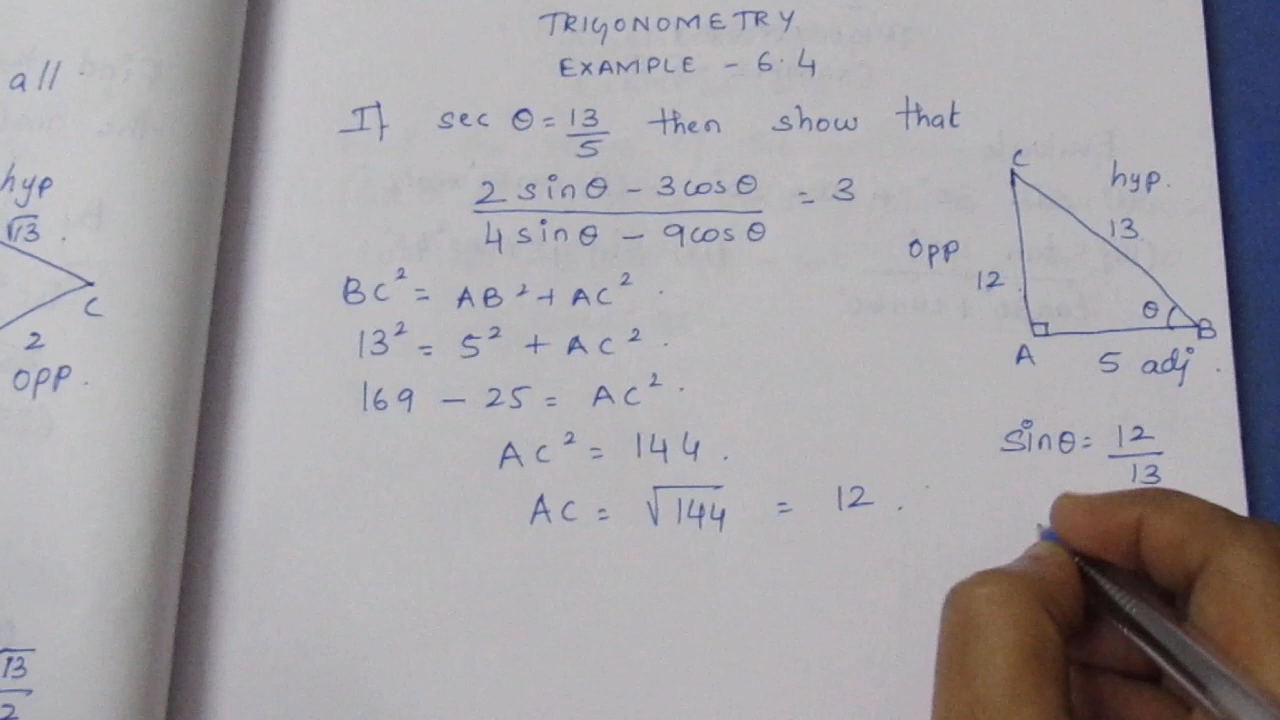 all
hyp
√13.
C
2
opp.
√13
2
TRIGONOMETRY
EXAMPLE - 6.4
If sec θ = 13/5 then show that
2 sinθ - 3 cosθ / 4 sinθ - 9 cosθ = 3
BC² = AB² + AC².
13² = 5² + AC².
169 - 25 = AC².
AC² = 144.
AC = √144 = 12.
C
hyp.
13.
opp
12.
θ
B
A
5 adj.
Sinθ = 12/13